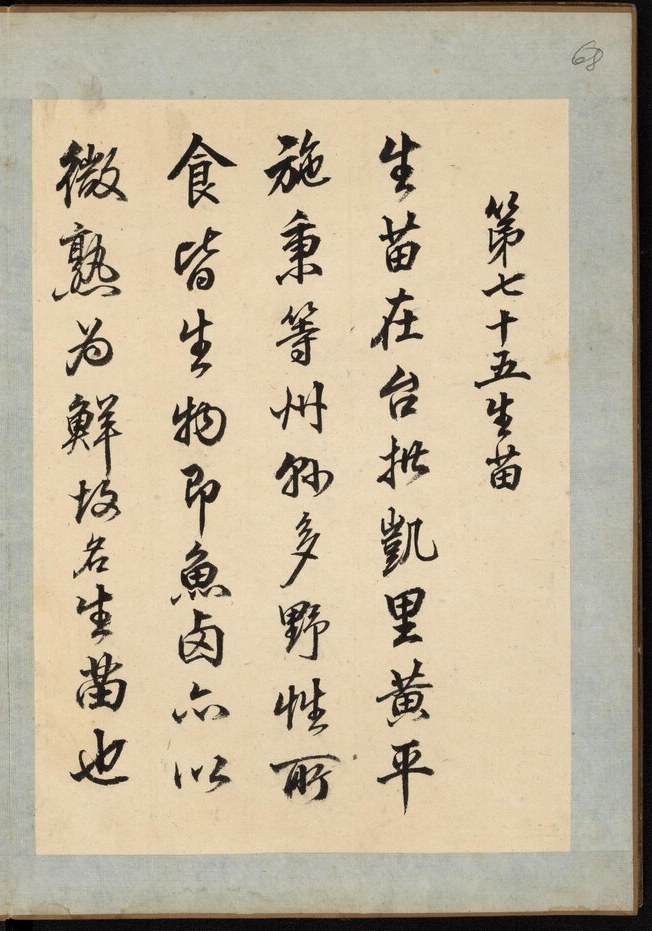 68
第七十五生苗
生苗在台拱凱里黃平
施秉等州縣多野性所
食皆生物即魚肉亦以
微熟為鮮故名生苗也